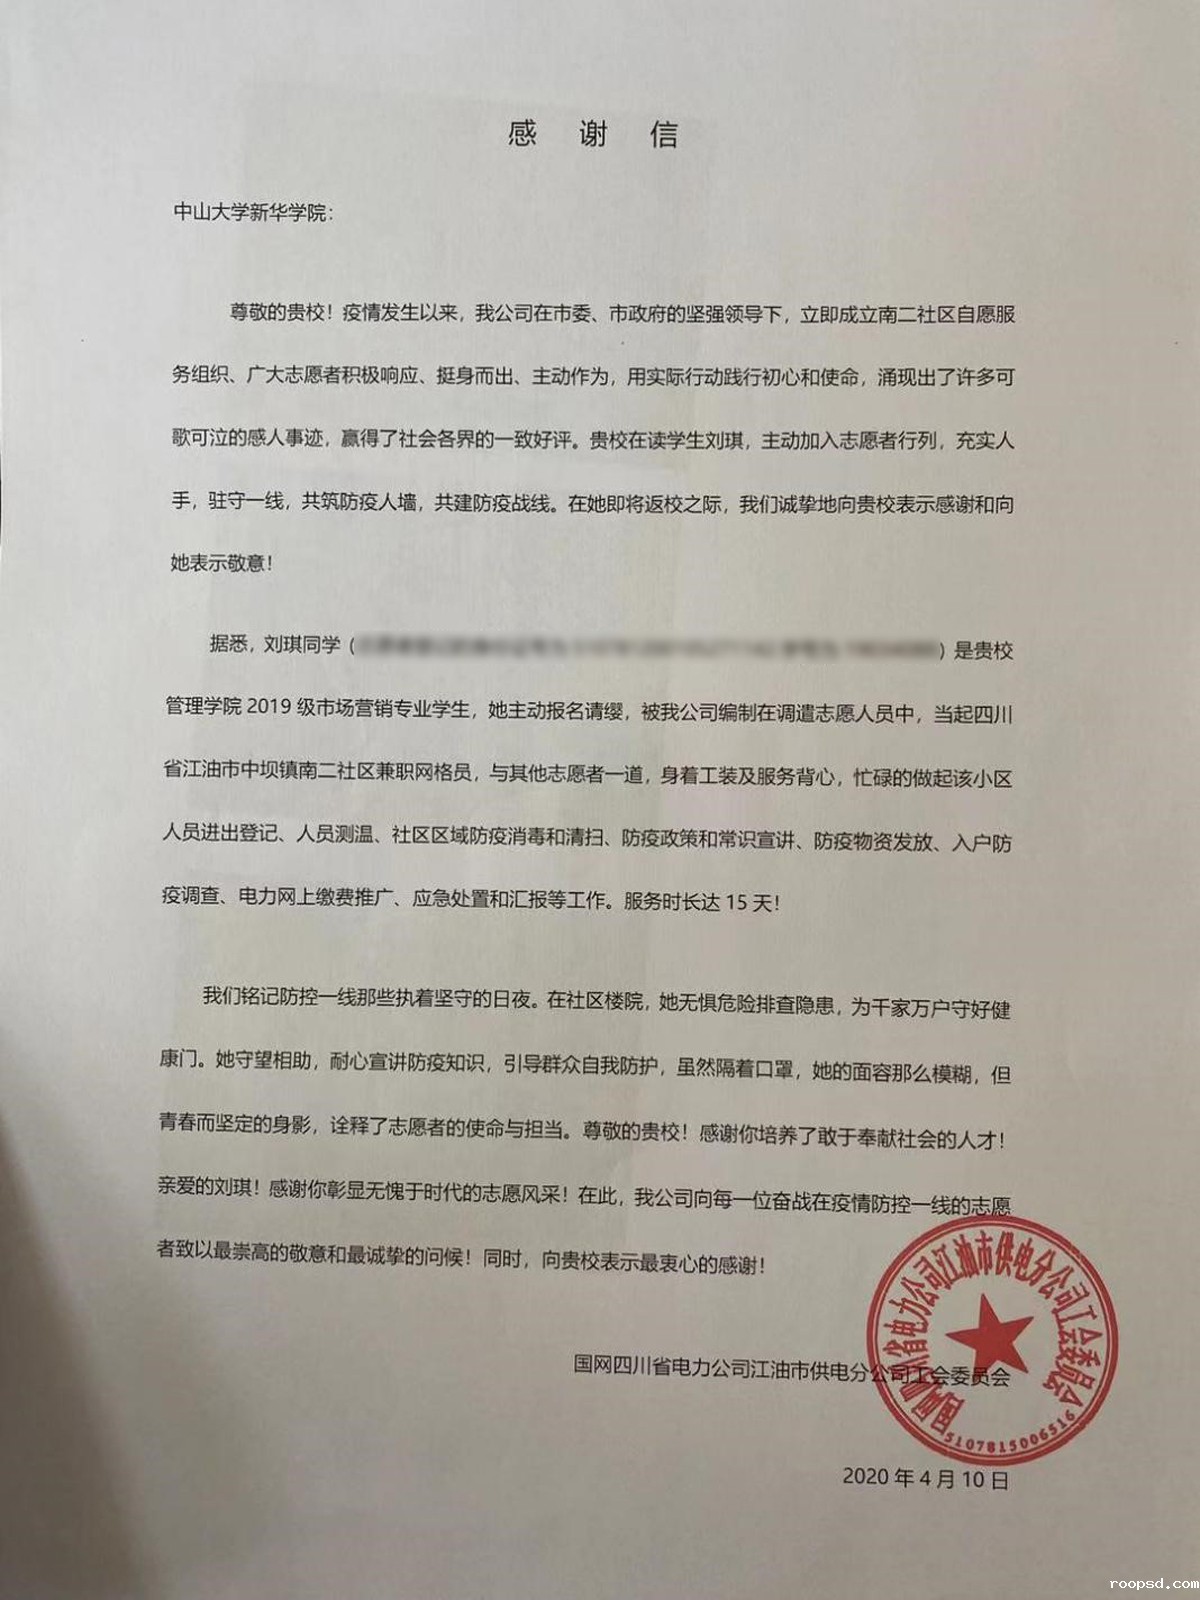 感 谢 信
中山大学新华学院：
尊敬的贵校！疫情发生以来，我公司在市委、市政府的坚强领导下，立即成立南二社区自愿服
务组织、广大志愿者积极响应、挺身而出、主动作为，用实际行动践行初心和使命，涌现出了许多可
歌可泣的感人事迹，赢得了社会各界的一致好评。贵校在读学生刘琪，主动加入志愿者行列，充实人
手，驻守一线，共筑防疫人墙，共建防疫战线。在她即将返校之际，我们诚挚地向贵校表示感谢和向
她表示敬意！
据悉，刘琪同学（ ）是贵校
管理学院 2019 级市场营销专业学生，她主动报名请缨，被我公司编制在调遣志愿人员中，当起四川
省江油市中坝镇南二社区兼职网格员，与其他志愿者一道，身着工装及服务背心，忙碌的做起该小区
人员进出登记、人员测温、社区区域防疫消毒和清扫、防疫政策和常识宣讲、防疫物资发放、入户防
疫调查、电力网上缴费推广、应急处置和汇报等工作。服务时长达 15 天！
我们铭记防控一线那些执着坚守的日夜。在社区楼院，她无惧危险排查隐患，为千家万户守好健
康门。她守望相助，耐心宣讲防疫知识，引导群众自我防护，虽然隔着口罩，她的面容那么模糊，但
青春而坚定的身影，诠释了志愿者的使命与担当。尊敬的贵校！感谢你培养了敢于奉献社会的人才！
亲爱的刘琪！感谢你彰显无愧于时代的志愿风采！在此，我公司向每一位奋战在疫情防控一线的志愿
者致以最崇高的敬意和最诚挚的问候！同时，向贵校表示最衷心的感谢！
国网四川省电力公司江油市供电分公司工会委员会
国网四川省电力公司江油市供电分公司工会委员会
5107815006516
2020 年 4 月 10 日
roopsd.com